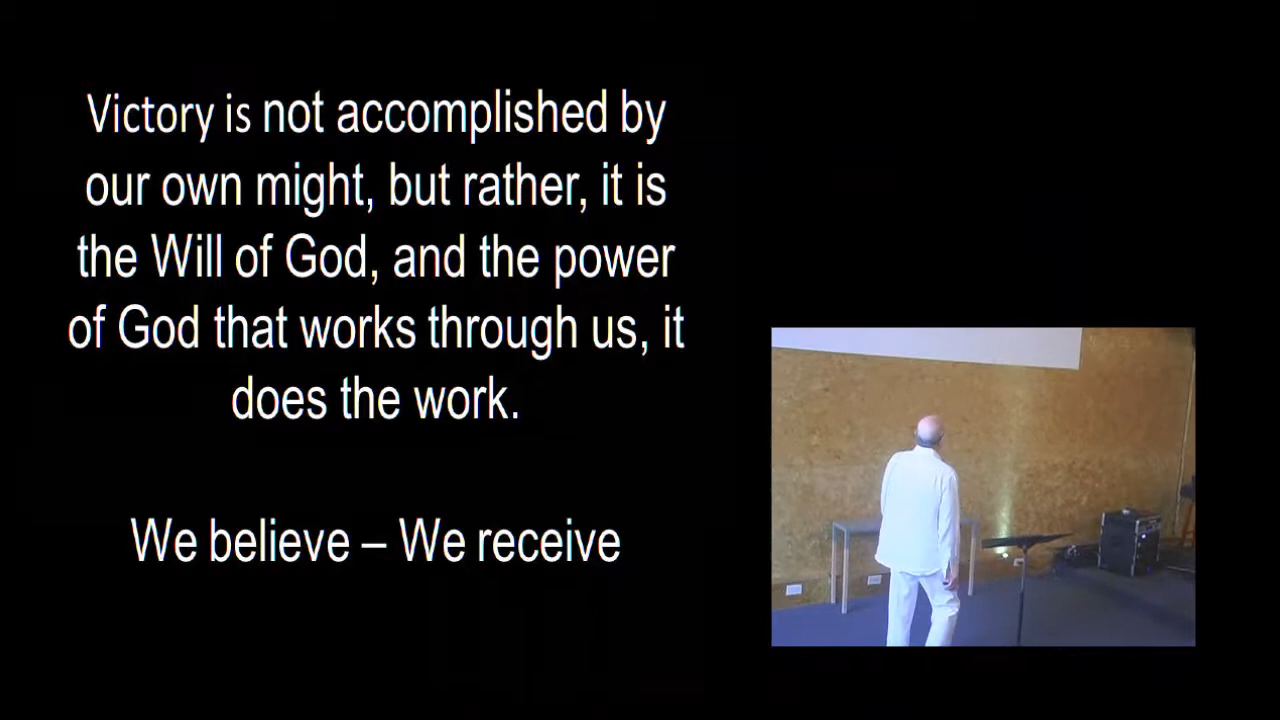 Victory is not accomplished by
our own might, but rather, it is
the Will of God, and the power
of God that works through us, it
does the work.
We believe – We receive